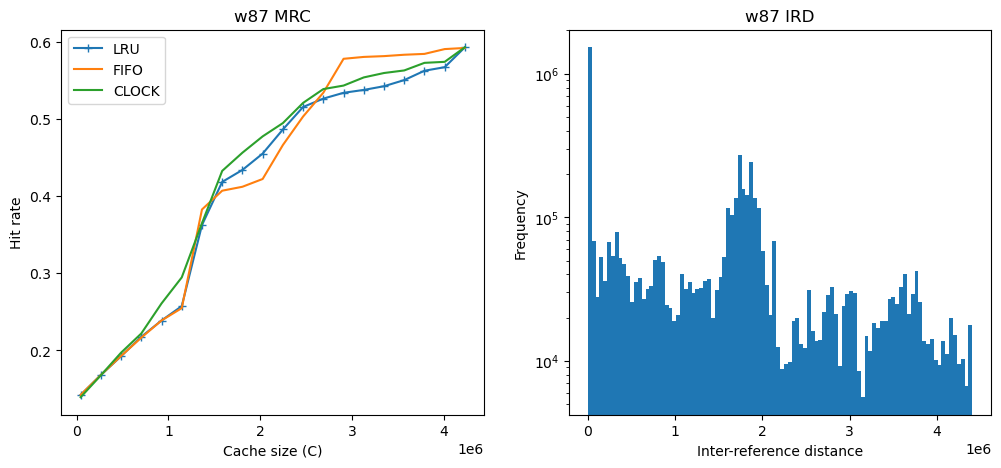 w87 MRC
LRU
FIFO
CLOCK
Hit rate
0.6
0.5
0.4
0.3
0.2
0
1
2
3
4
1e6
Cache size (C)
w87 IRD
Frequency
10^6
10^5
10^4
0
1
2
3
4
1e6
Inter-reference distance